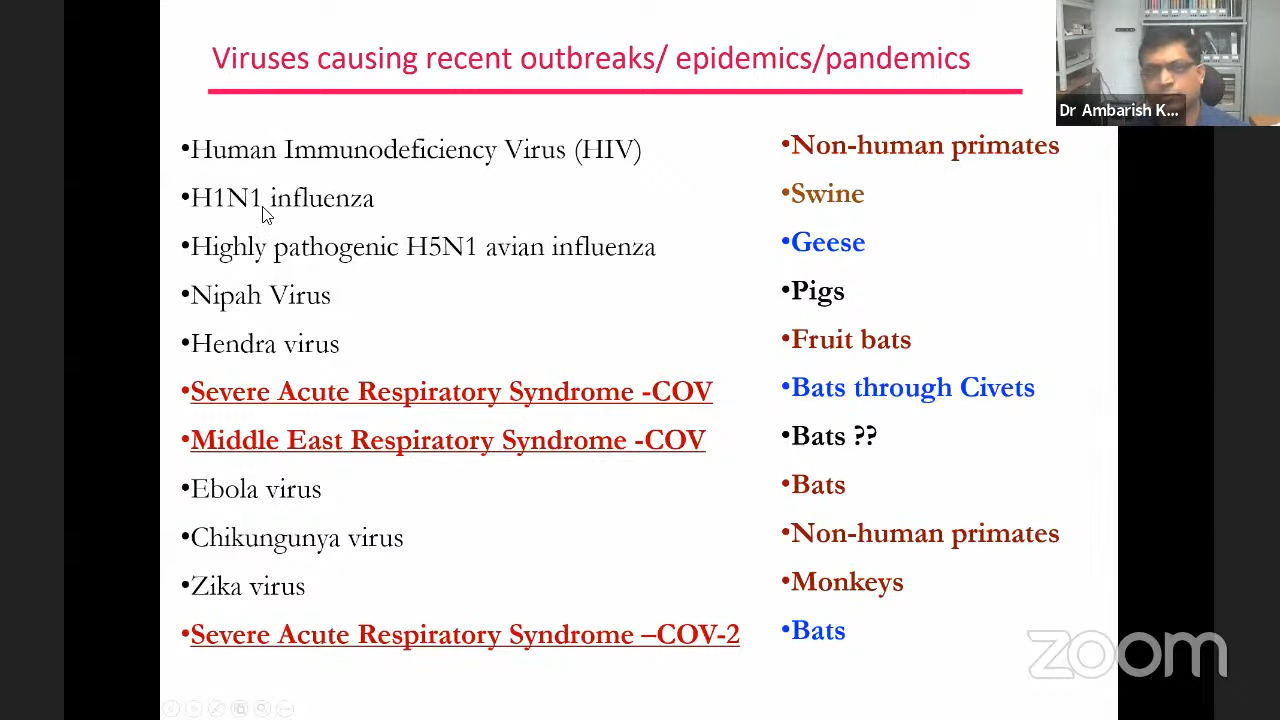 Viruses causing recent outbreaks/ epidemics/pandemics
Dr Ambarish K...
•Human Immunodeficiency Virus (HIV) •Non-human primates
•H1N1 influenza •Swine
•Highly pathogenic H5N1 avian influenza •Geese
•Nipah Virus •Pigs
•Hendra virus •Fruit bats
•Severe Acute Respiratory Syndrome -COV •Bats through Civets
•Middle East Respiratory Syndrome -COV •Bats ??
•Ebola virus •Bats
•Chikungunya virus •Non-human primates
•Zika virus •Monkeys
•Severe Acute Respiratory Syndrome –COV-2 •Bats
zoom